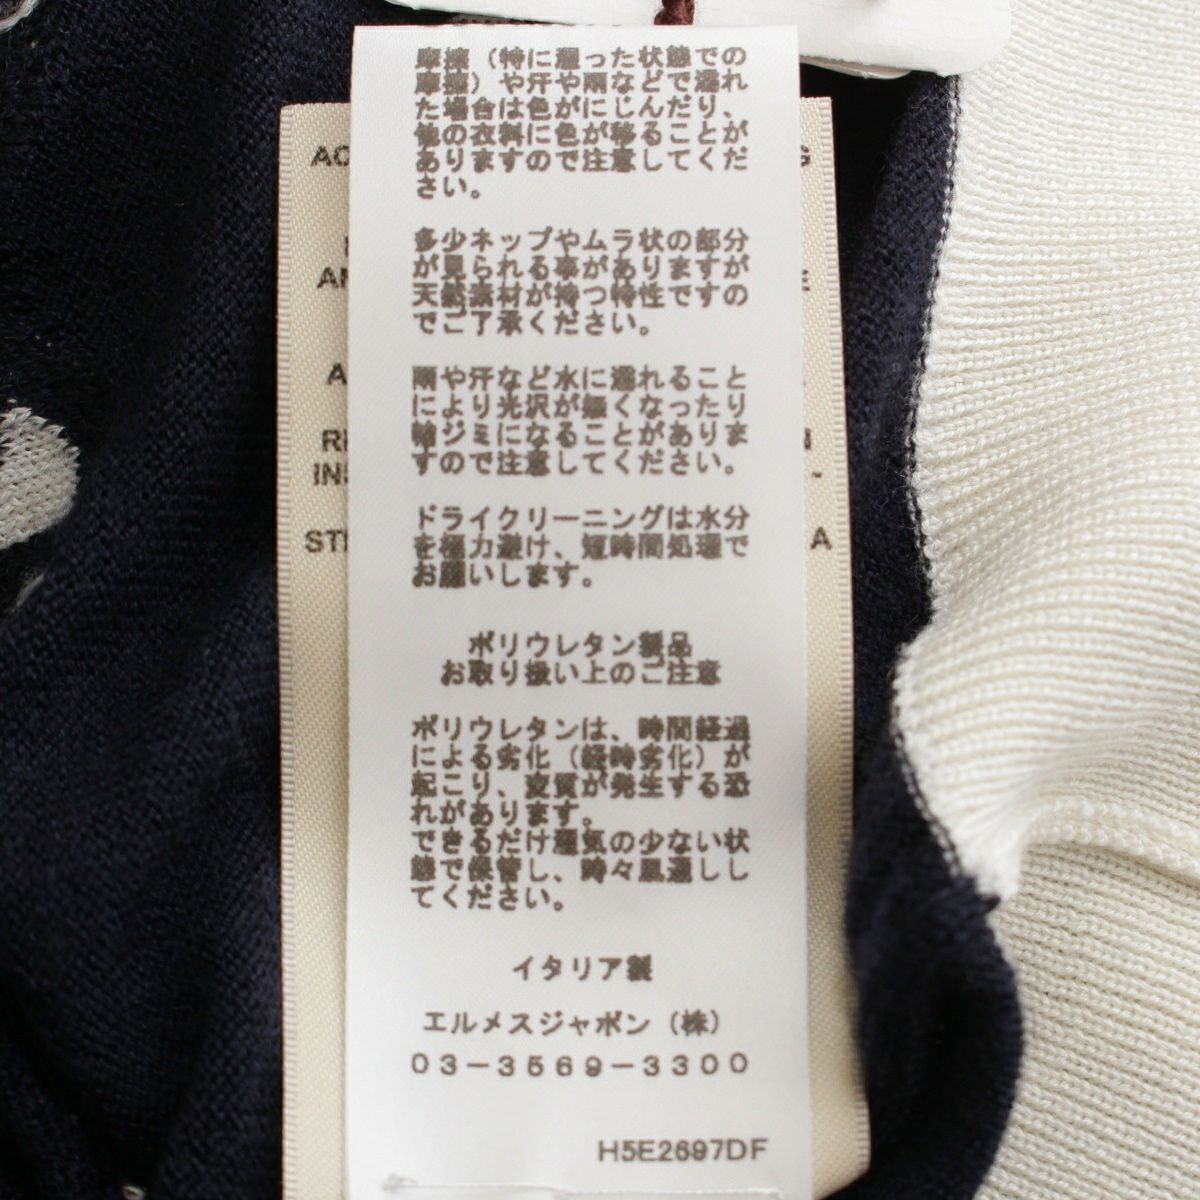 摩擦（特に湿った状態での
摩擦）や汗や雨などで濡れ
た場合は色がにじんだり、
他の衣料に色が移ることが
ありますので注意してくだ
さい。
多少ネップやムラ状の部分
が見られる事がありますが
天然素材が持つ特性ですの
でご了承ください。
雨や汗など水に濡れること
により光沢が無くなったり
輪ジミになることがありま
すので注意してください。
ドライクリーニングは水分
を極力避け、短時間処理で
お願いします。
ポリウレタン製品
お取り扱い上のご注意
ポリウレタンは、時間経過
による劣化（経時劣化）が
起こり、変質が発生する恐
れがあります。
できるだけ湿気の少ない状
態で保管し、時々風通しし
てください。
イタリア製
エルメスジャポン（株）
03-3569-3300
H5E2697DF